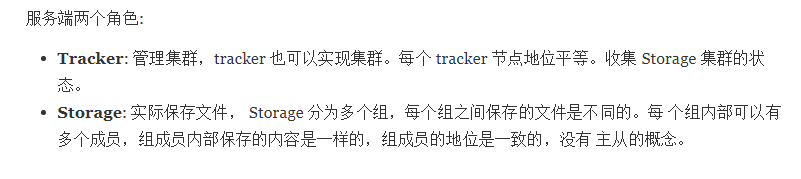 服务端两个角色:
• Tracker: 管理集群，tracker 也可以实现集群。每个 tracker 节点地位平等。收集 Storage 集群的状
态。
• Storage: 实际保存文件， Storage 分为多个组，每个组之间保存的文件是不同的。每 个组内部可以有
多个成员，组成员内部保存的内容是一样的，组成员的地位是一致的，没有 主从的概念。